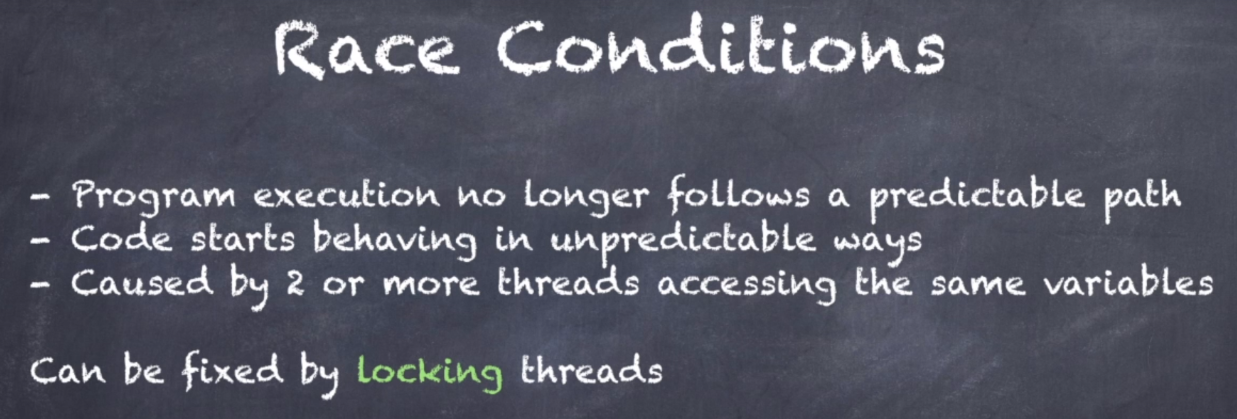 Race Conditions
- Program execution no longer follows a predictable path
- Code starts behaving in unpredictable ways
- Caused by 2 or more threads accessing the same variables
Can be fixed by locking threads